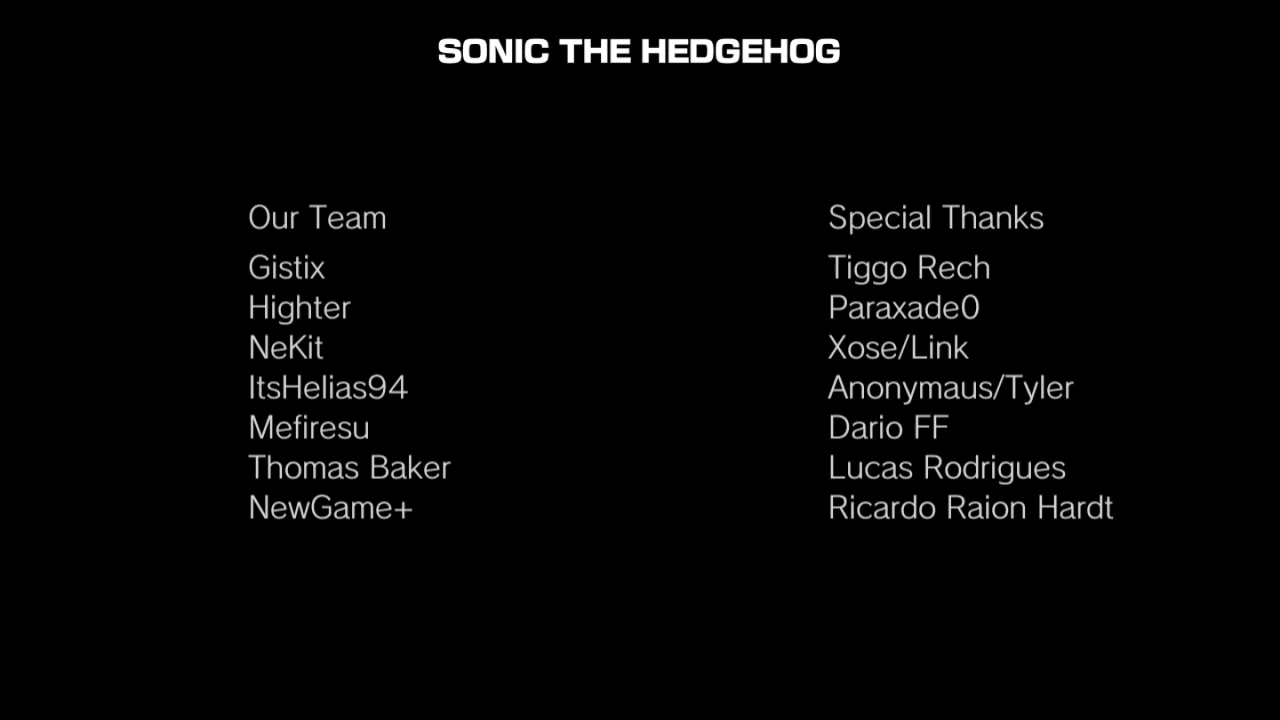 SONIC THE HEDGEHOG
Our Team
Gistix
Highter
NeKit
ItsHelias94
Mefiresu
Thomas Baker
NewGame+
Special Thanks
Tiggo Rech
Paraxade0
Xose/Link
Anonymaus/Tyler
Dario FF
Lucas Rodrigues
Ricardo Raion Hardt